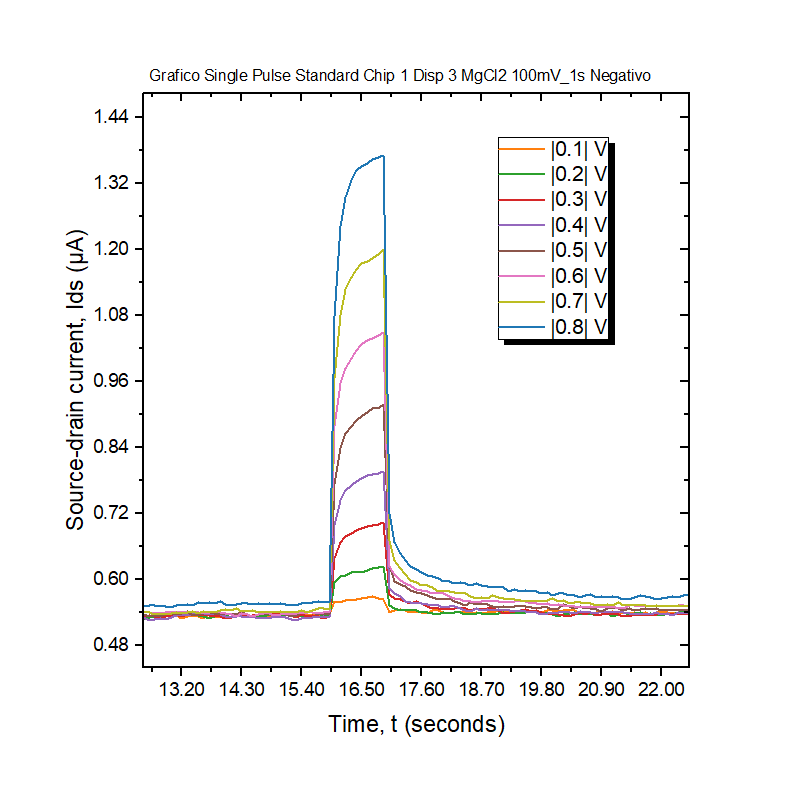 Grafico Single Pulse Standard Chip 1 Disp 3 MgCl2 100mV_1s Negativo
1.44
1.32
1.20
1.08
0.96
0.84
0.72
0.60
0.48
Source-drain current, Ids (µA)
|0.1| V
|0.2| V
|0.3| V
|0.4| V
|0.5| V
|0.6| V
|0.7| V
|0.8| V
13.20 14.30 15.40 16.50 17.60 18.70 19.80 20.90 22.00
Time, t (seconds)